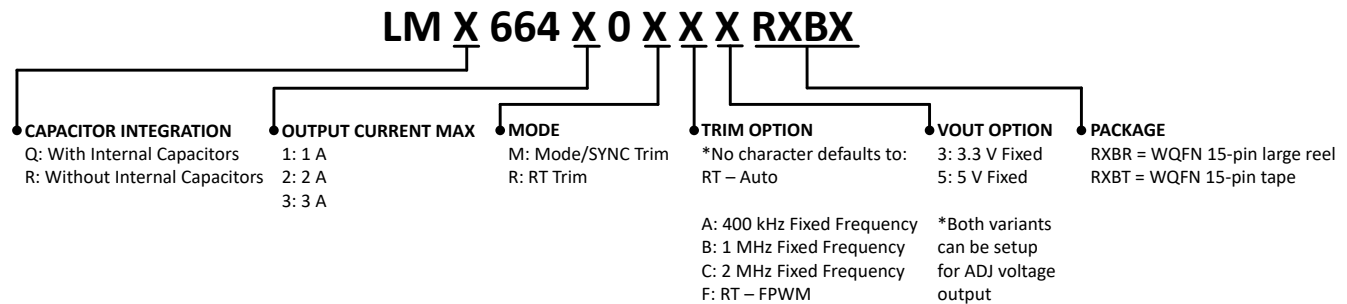 LM X 664 X 0 X X X RXBX
CAPACITOR INTEGRATION
Q: With Internal Capacitors
R: Without Internal Capacitors
OUTPUT CURRENT MAX
1: 1 A
2: 2 A
3: 3 A
MODE
M: Mode/SYNC Trim
R: RT Trim
TRIM OPTION
*No character defaults to:
RT – Auto
A: 400 kHz Fixed Frequency
B: 1 MHz Fixed Frequency
C: 2 MHz Fixed Frequency
F: RT – FPWM
VOUT OPTION
3: 3.3 V Fixed
5: 5 V Fixed
*Both variants
can be setup
for ADJ voltage
output
PACKAGE
RXBR = WQFN 15-pin large reel
RXBT = WQFN 15-pin tape